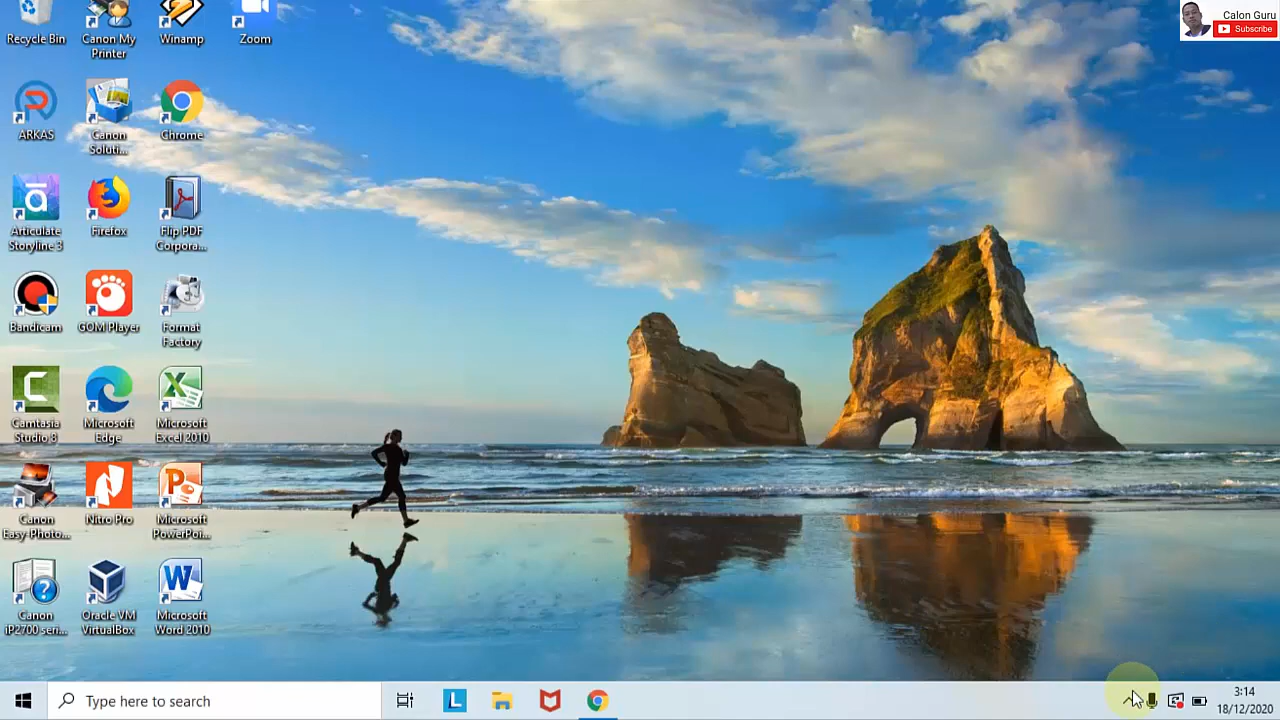 Recycle Bin
Canon My
Printer
Winamp
Zoom
Calon Guru
Subscribe
ARKAS
Canon
Soluti...
Chrome
Articulate
Storyline 3
Firefox
Flip PDF
Corpora...
Bandicam
GOM Player
Format
Factory
Camtasia
Studio 8
Microsoft
Edge
Microsoft
Excel 2010
Canon
Easy-Photo...
Nitro Pro
Microsoft
PowerPoi...
Canon
iP2700 seri...
Oracle VM
VirtualBox
Microsoft
Word 2010
Type here to search
L
3:14
18/12/2020